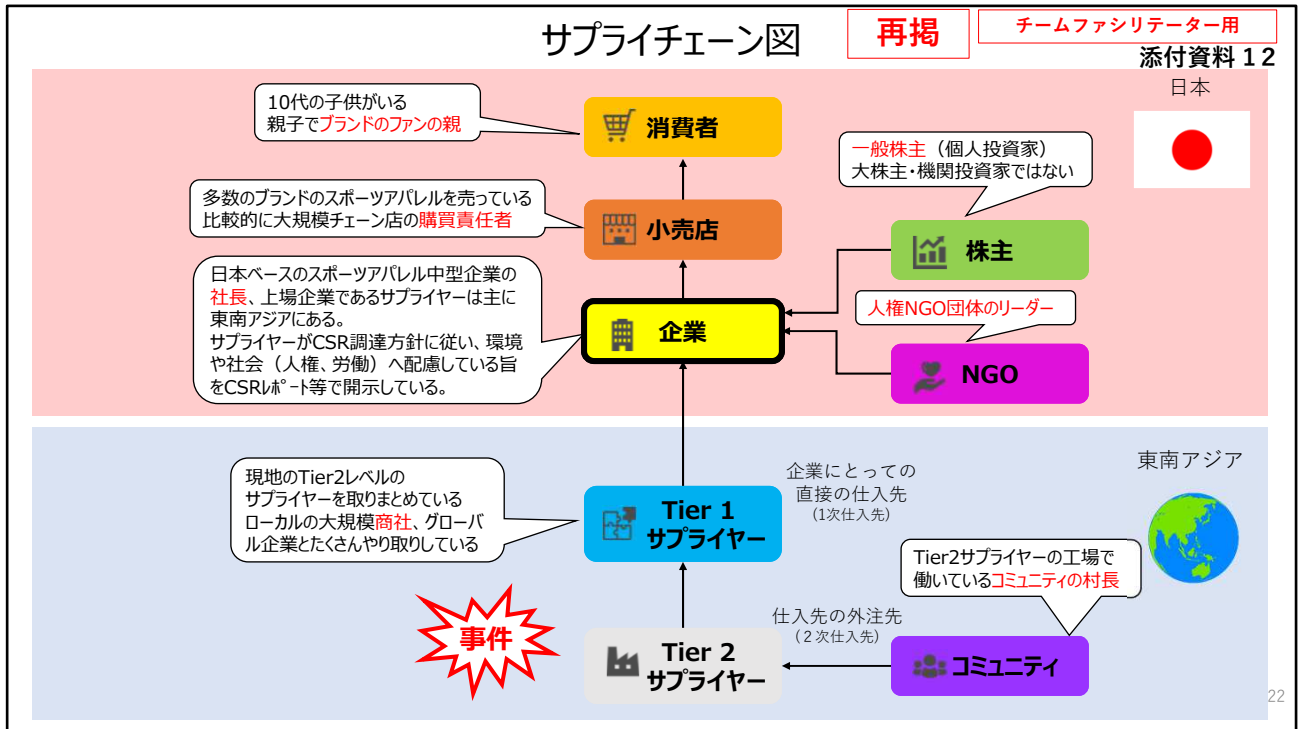 サプライチェーン図
再掲
チームファシリテーター用
添付資料12
日本
10代の子供がいる
親子でブランドのファンの親
消費者
一般株主（個人投資家）
大株主・機関投資家ではない
多数のブランドのスポーツアパレルを売っている
比較的に大規模チェーン店の購買責任者
小売店
株主
日本ベースのスポーツアパレル中型企業の
社長、上場企業であるサプライヤーは主に
東南アジアにある。
サプライヤーがCSR調達方針に従い、環境
や社会（人権、労働）へ配慮している旨
をCSRﾚﾎﾟｰﾄ等で開示している。
企業
人権NGO団体のリーダー
NGO
東南アジア
現地のTier2レベルの
サプライヤーを取りまとめている
ローカルの大規模商社、グローバ
ル企業とたくさんやり取りしている
Tier 1
サプライヤー
企業にとっての
直接の仕入先
(1次仕入先)
Tier2サプライヤーの工場で
働いているコミュニティの村長
事件
Tier 2
サプライヤー
仕入先の外注先
(２次仕入先)
コミュニティ
22